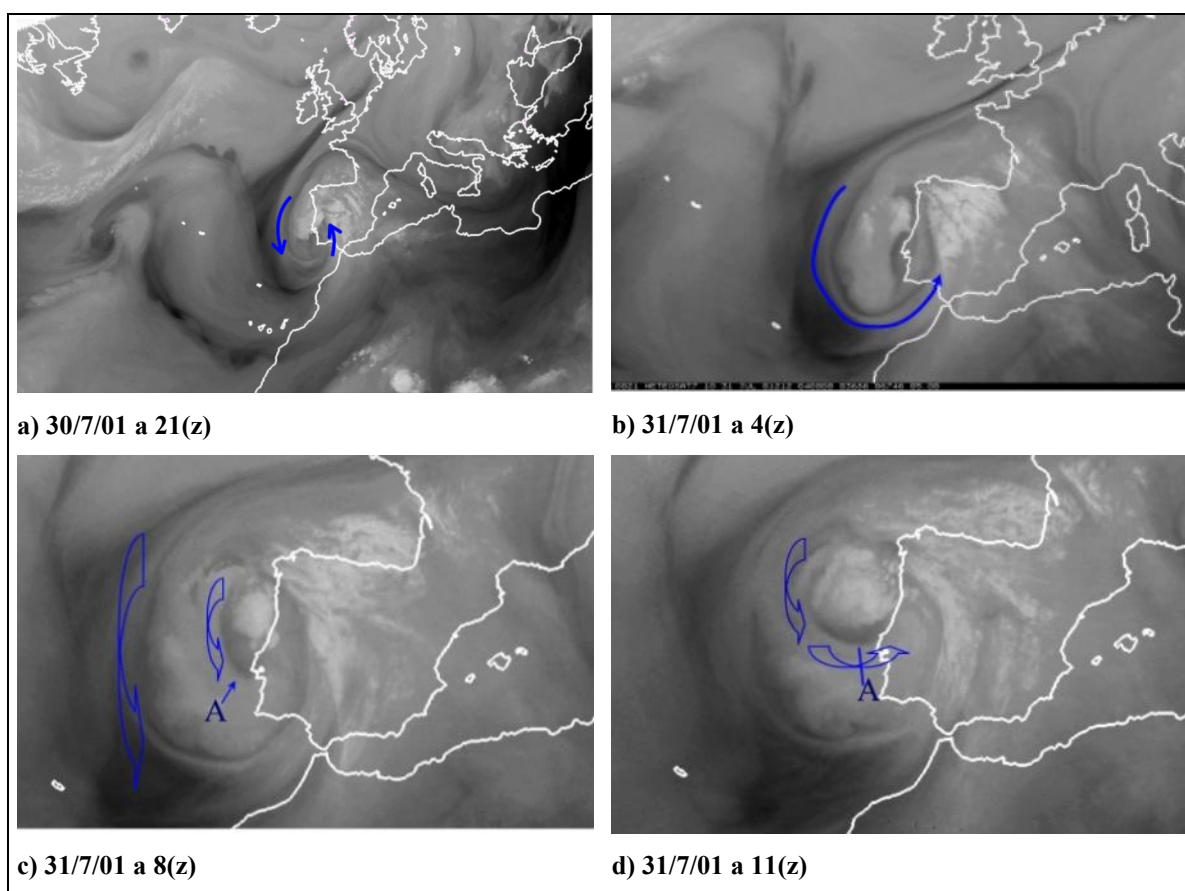 a) 30/7/01 a 21(z)
b) 31/7/01 a 4(z)
A
A
c) 31/7/01 a 8(z)
d) 31/7/01 a 11(z)